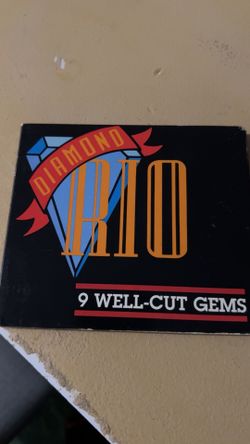 DIAMOND
RIO
9 WELL-CUT GEMS